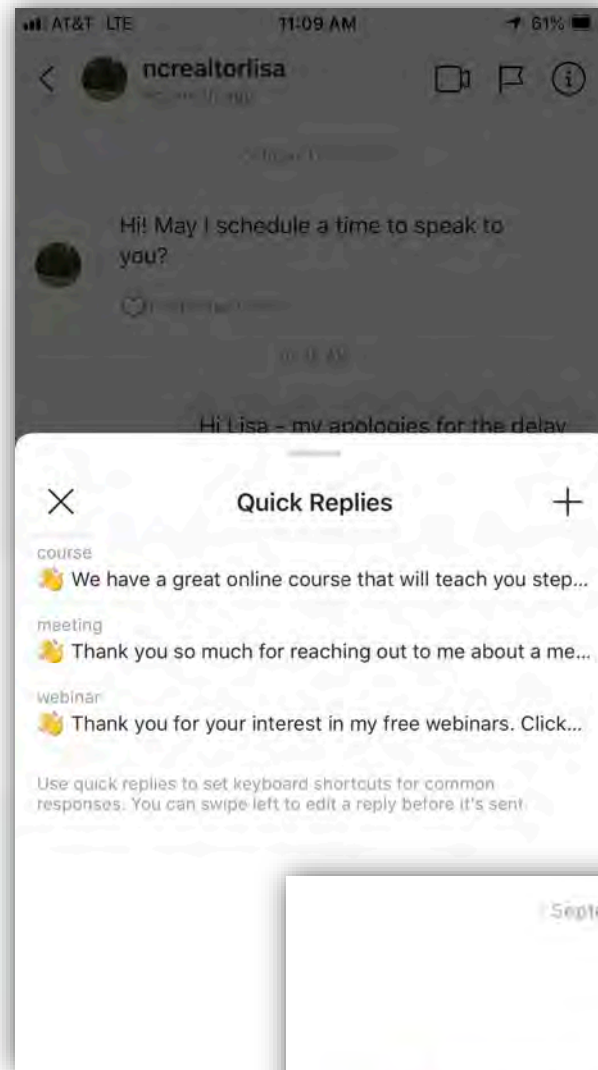 AT&T LTE 11:09 AM 61%
ncrealtorlisa
Hi! May I schedule a time to speak to
you?
Hi Lisa - my apologies for the delay
Quick Replies
course
👋 We have a great online course that will teach you step...
meeting
👋 Thank you so much for reaching out to me about a me...
webinar
👋 Thank you for your interest in my free webinars. Click...
Use quick replies to set keyboard shortcuts for common
responses. You can swipe left to edit a reply before it's sent.